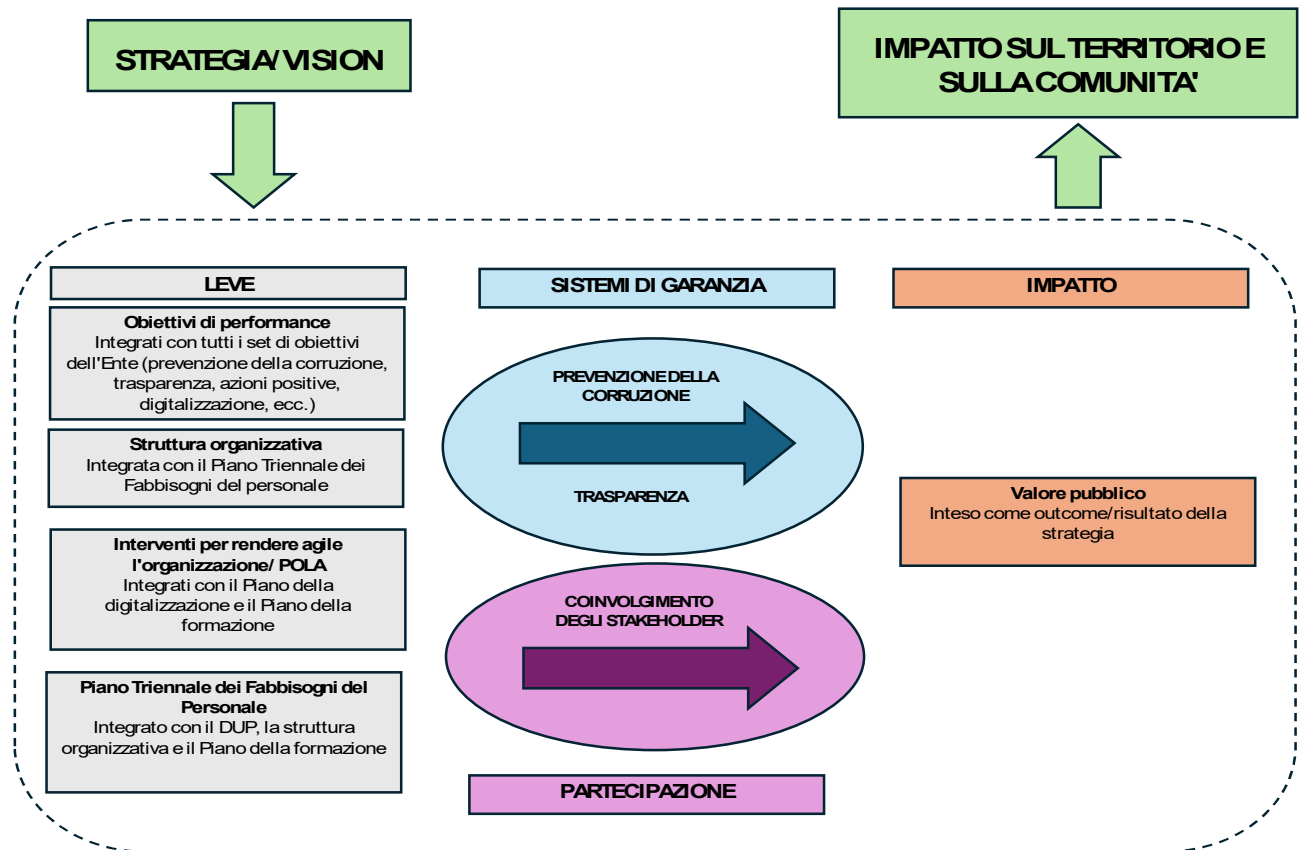 STRATEGIA/ VISION
IMPATTO SUL TERRITORIO E
SULLA COMUNITA'
LEVE
Obiettivi di performance
Integrati con tutti i set di obiettivi
dell'Ente (prevenzione della corruzione,
trasparenza, azioni positive,
digitalizzazione, ecc.)
Struttura organizzativa
Integrata con il Piano Triennale dei
Fabbisogni del personale
Interventi per rendere agile
l'organizzazione/ POLA
Integrati con il Piano della
digitalizzazione e il Piano della
formazione
Piano Triennale dei Fabbisogni del
Personale
Integrato con il DUP, la struttura
organizzativa e il Piano della formazione
SISTEMI DI GARANZIA
PREVENZIONE DELLA
CORRUZIONE
TRASPARENZA
COINVOLGIMENTO
DEGLI STAKEHOLDER
PARTECIPAZIONE
IMPATTO
Valore pubblico
Inteso come outcome/risultato della
strategia